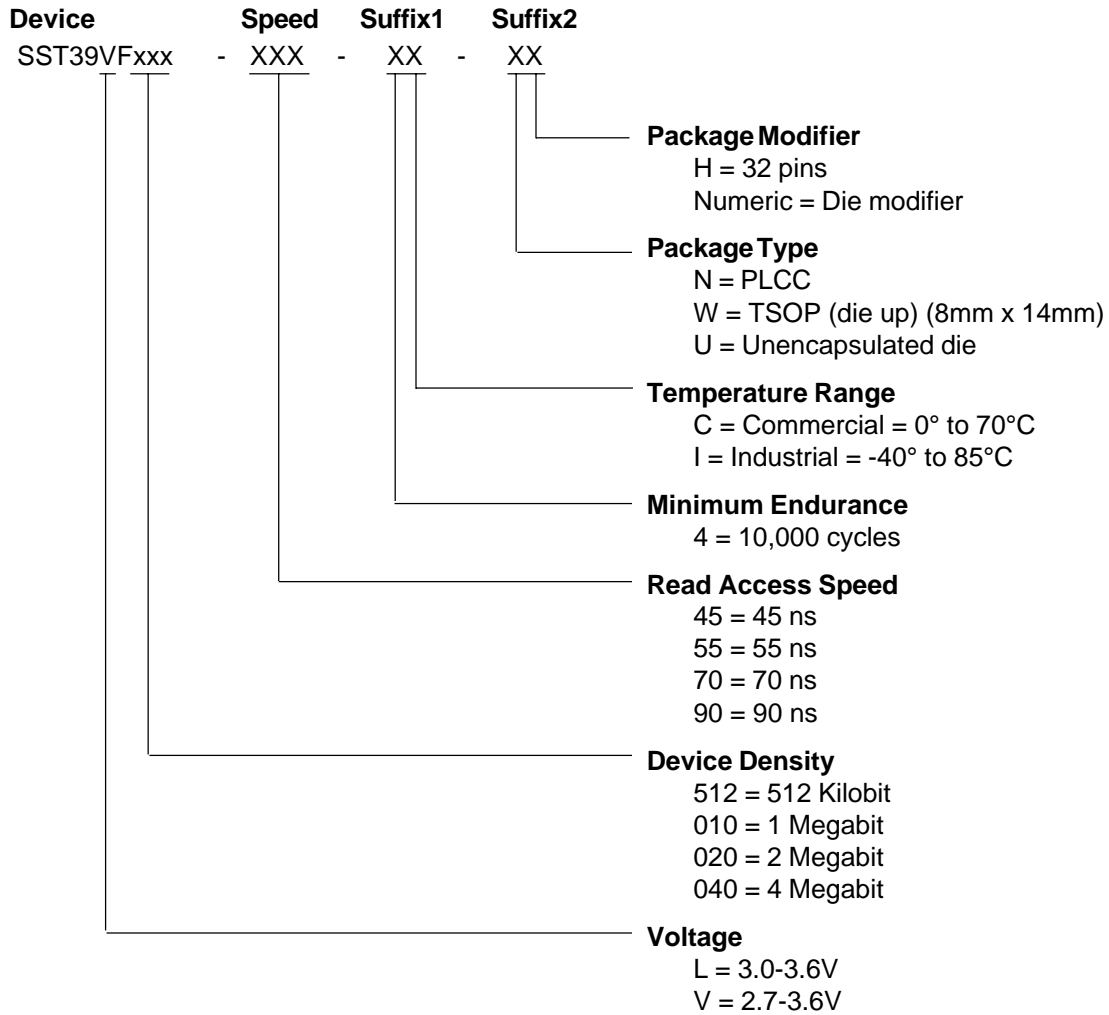 Device Speed Suffix1 Suffix2
SST39VFxxx - XXX - XX - XX
Package Modifier
H = 32 pins
Numeric = Die modifier
Package Type
N = PLCC
W = TSOP (die up) (8mm x 14mm)
U = Unencapsulated die
Temperature Range
C = Commercial = 0° to 70°C
I = Industrial = -40° to 85°C
Minimum Endurance
4 = 10,000 cycles
Read Access Speed
45 = 45 ns
55 = 55 ns
70 = 70 ns
90 = 90 ns
Device Density
512 = 512 Kilobit
010 = 1 Megabit
020 = 2 Megabit
040 = 4 Megabit
Voltage
L = 3.0-3.6V
V = 2.7-3.6V